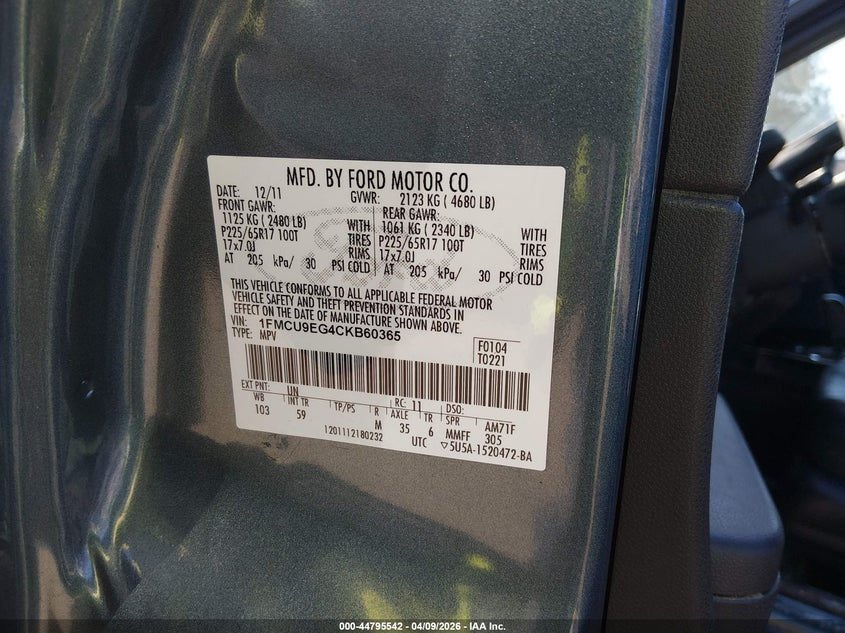 MFD. BY FORD MOTOR CO.
DATE: 12/11 GVWR: 2123 KG ( 4680 LB)
FRONT GAWR: REAR GAWR:
1125 KG ( 2480 LB) WITH 1061 KG ( 2340 LB) WITH
P225/65R17 100T TIRES P225/65R17 100T TIRES
17x7.0J RIMS 17x7.0J RIMS
AT 205 kPa/ 30 PSI COLD AT 205 kPa/ 30 PSI COLD
THIS VEHICLE CONFORMS TO ALL APPLICABLE FEDERAL MOTOR
VEHICLE SAFETY AND THEFT PREVENTION STANDARDS IN
EFFECT ON THE DATE OF MANUFACTURE SHOWN ABOVE.
VIN: 1FMCU9EG4CKB60365
TYPE: MPV
F0104
T0221
EXT PNT: UN RC: 11 DSO:
WB INT TR TP/PS R AXLE TR SPR AM71F
103 59 M 35 6 MMFF 305
1201112180232 UTC ▽5U5A-1520472-BA
000-44795542 - 04/09/2026 - IAA Inc.